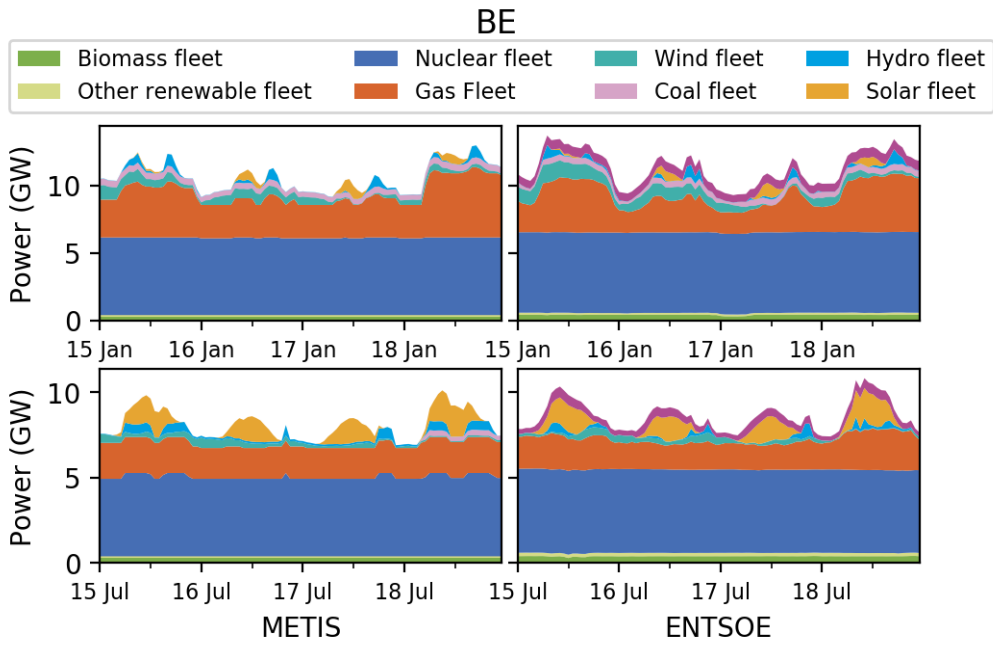 BE
Biomass fleet Nuclear fleet Wind fleet Hydro fleet
Other renewable fleet Gas Fleet Coal fleet Solar fleet
Power (GW)
10
5
0
15 Jan 16 Jan 17 Jan 18 Jan 15 Jan 16 Jan 17 Jan 18 Jan
Power (GW)
10
5
0
15 Jul 16 Jul 17 Jul 18 Jul 15 Jul 16 Jul 17 Jul 18 Jul
METIS ENTSOE